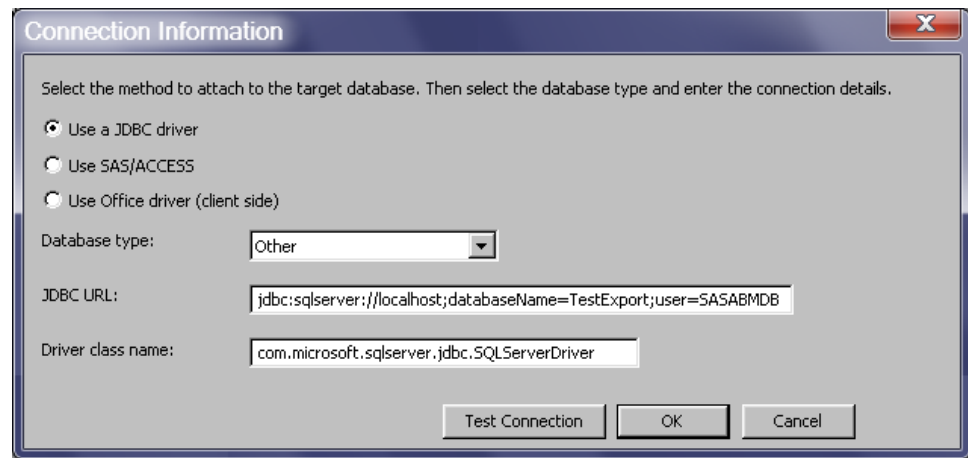 Connection Information
X
Select the method to attach to the target database. Then select the database type and enter the connection details.
Use a JDBC driver
Use SAS/ACCESS
Use Office driver (client side)
Database type: Other
JDBC URL: jdbc:sqlserver://localhost;databaseName=TestExport;user=SASABMDB
Driver class name: com.microsoft.sqlserver.jdbc.SQLServerDriver
Test Connection OK Cancel